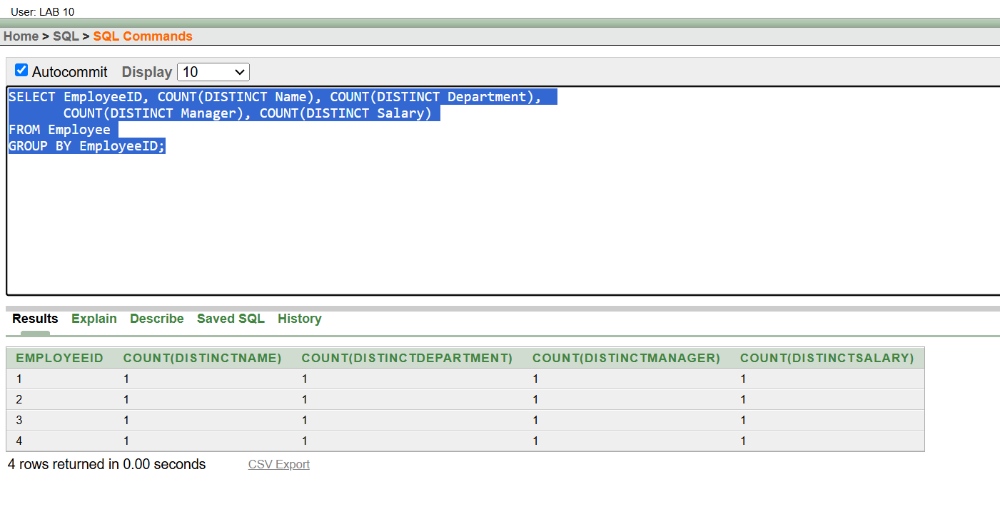 User: LAB 10
Home > SQL > SQL Commands
Autocommit Display 10
SELECT EmployeeID, COUNT(DISTINCT Name), COUNT(DISTINCT Department),
COUNT(DISTINCT Manager), COUNT(DISTINCT Salary)
FROM Employee
GROUP BY EmployeeID;
Results Explain Describe Saved SQL History
EMPLOYEEID COUNT(DISTINCTNAME) COUNT(DISTINCTDEPARTMENT) COUNT(DISTINCTMANAGER) COUNT(DISTINCTSALARY)
1 1 1 1 1
2 1 1 1 1
3 1 1 1 1
4 1 1 1 1
4 rows returned in 0.00 seconds CSV Export